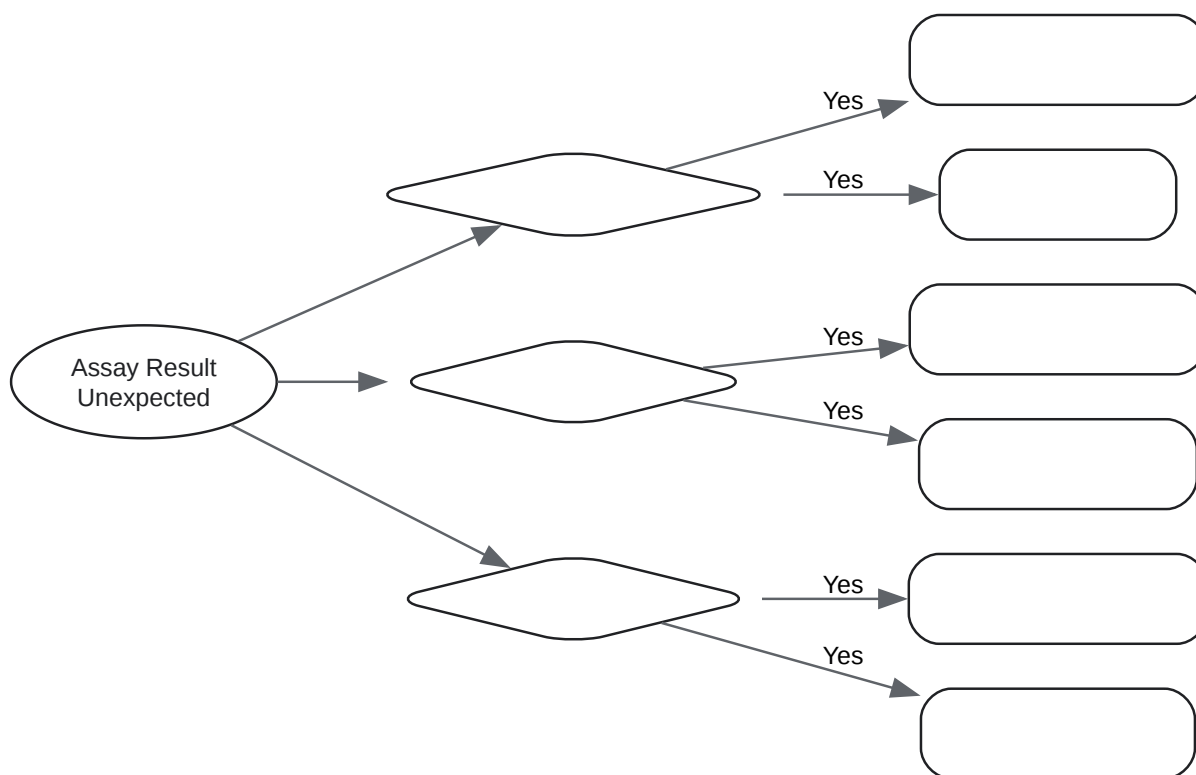 Yes
Yes
Yes
Assay Result
Unexpected
Yes
Yes
Yes